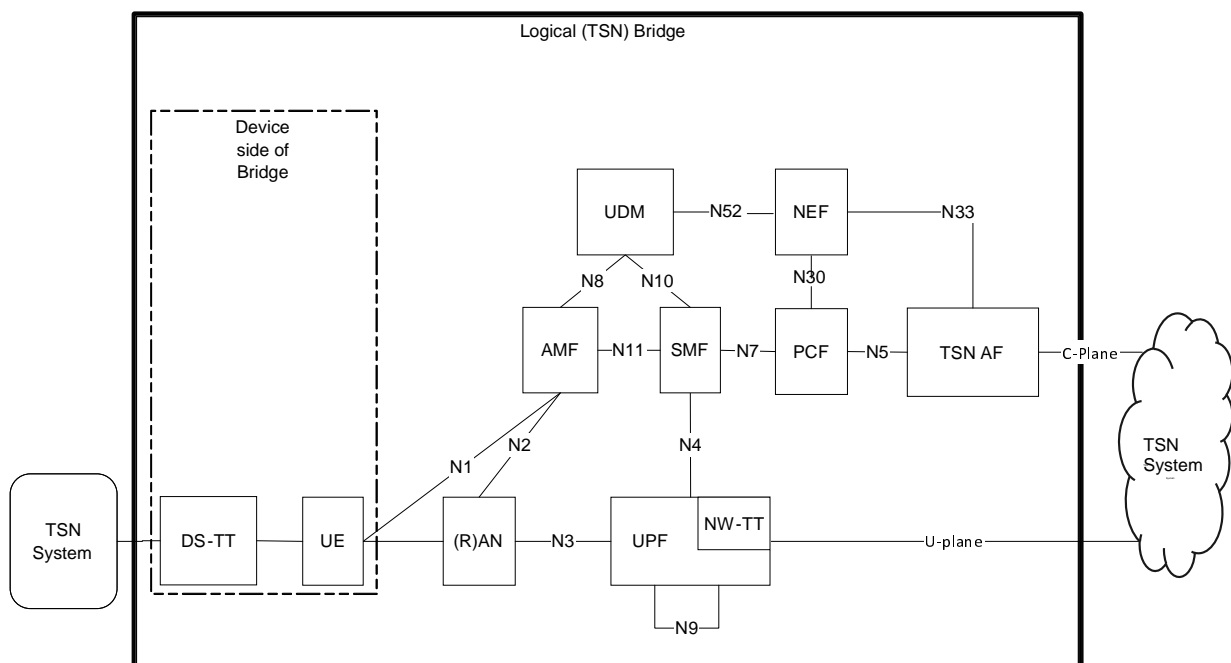 Logical (TSN) Bridge
Device
side of
Bridge
UDM
N52
NEF
N33
N8
N10
N30
AMF
N11
SMF
N7
PCF
N5
TSN AF
C-Plane
N1
N2
N4
TSN
System
TSN
System
DS-TT
UE
(R)AN
N3
UPF
NW-TT
U-plane
N9